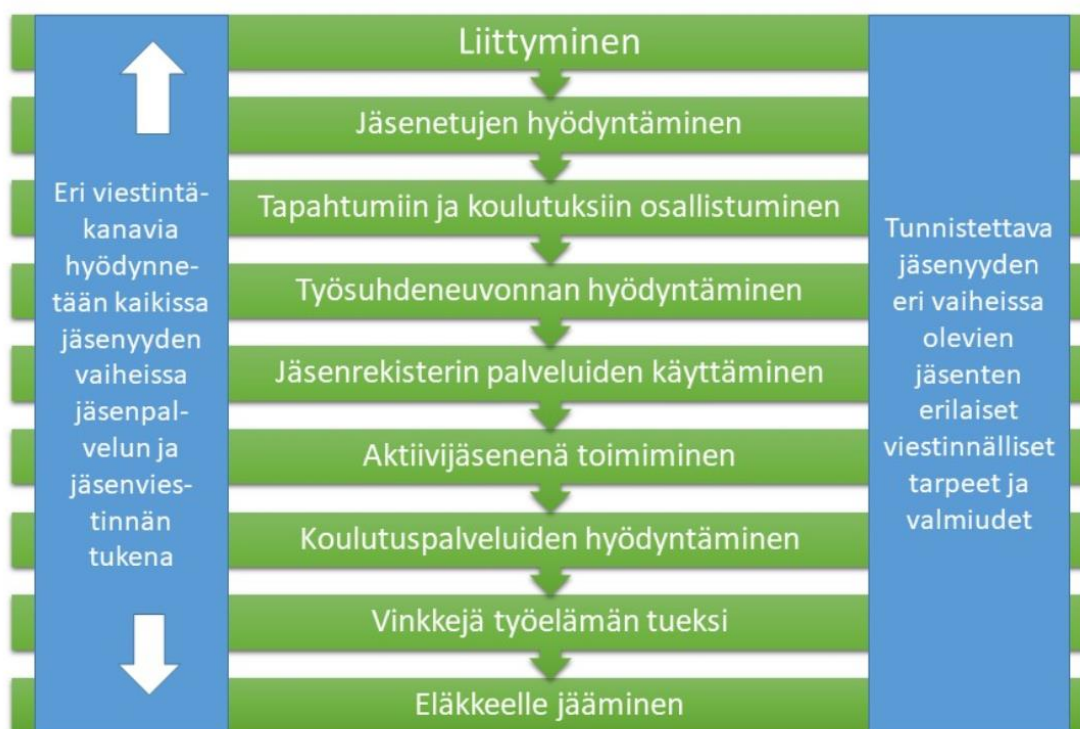 Liittyminen
Jäsenetujen hyödyntäminen
Tapahtumiin ja koulutuksiin osallistuminen
Työsuhdeneuvonnan hyödyntäminen
Jäsenrekisterin palveluiden käyttäminen
Aktiivijäsenenä toimiminen
Koulutuspalveluiden hyödyntäminen
Vinkkejä työelämän tueksi
Eläkkeelle jääminen
Eri viestintä-
kanavia
hyödynne-
tään kaikissa
jäsenyyden
vaiheissa
jäsenpal-
velun ja
jäsenvies-
tinnän
tukena
Tunnistettava
jäsenyyden
eri vaiheissa
olevien
jäsenten
erilaiset
viestinnälliset
tarpeet ja
valmiudet